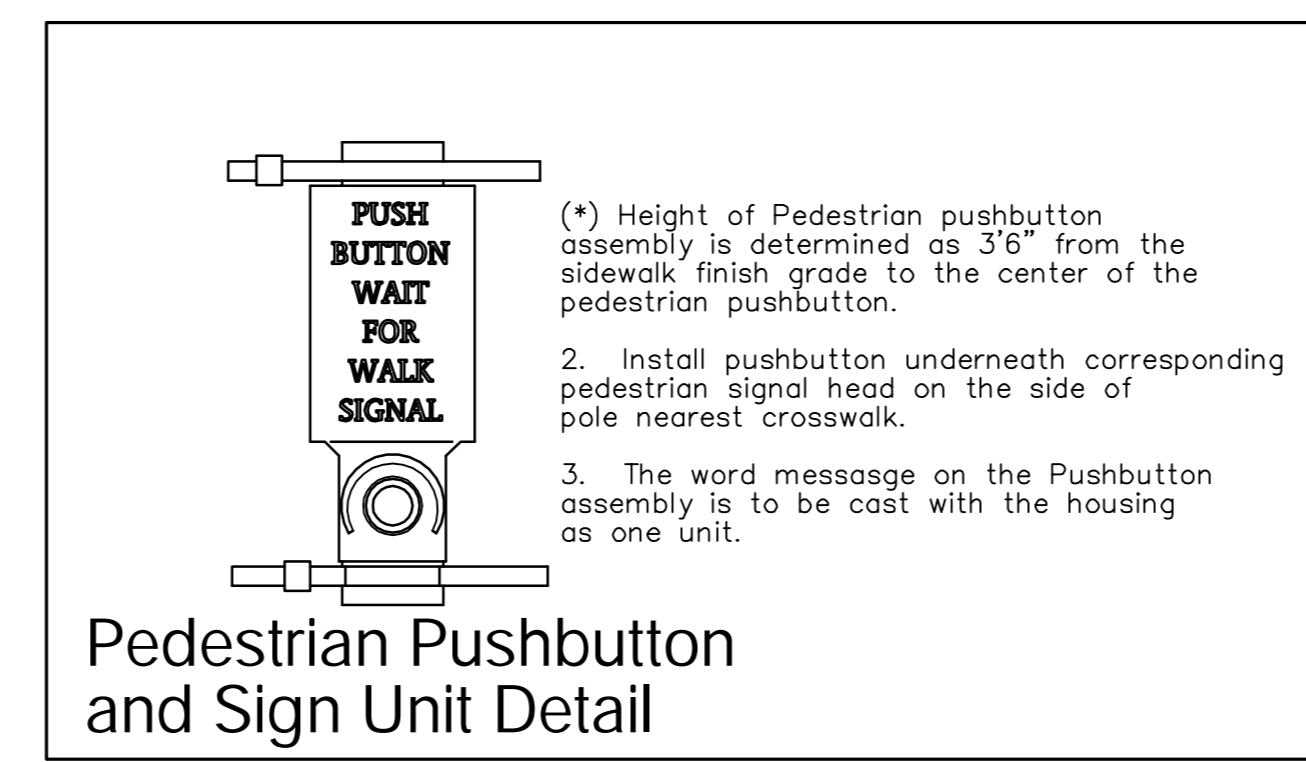 PUSH
BUTTON
WAIT
FOR
WALK
SIGNAL
(*) Height of Pedestrian pushbutton
assembly is determined as 3'6" from the
sidewalk finish grade to the center of the
pedestrian pushbutton.
2. Install pushbutton underneath corresponding
pedestrian signal head on the side of
pole nearest crosswalk.
3. The word messasge on the Pushbutton
assembly is to be cast with the housing
as one unit.
Pedestrian Pushbutton
and Sign Unit Detail